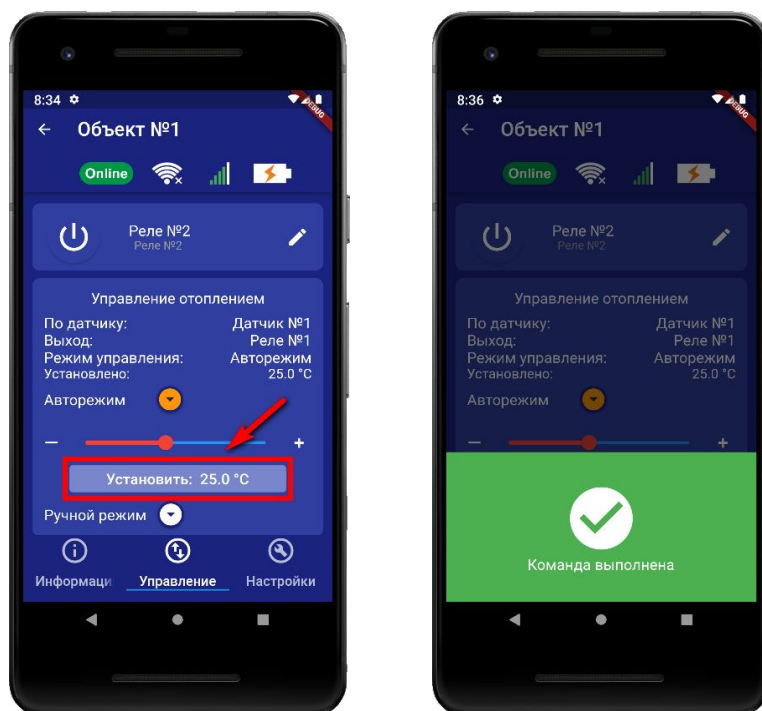 8:34
DEBUG
Объект №1
Online
Реле №2
Реле №2
Управление отоплением
По датчику: Датчик №1
Выход: Реле №1
Режим управления: Авторежим
Установлено: 25.0 °C
Авторежим
− +
Установить: 25.0 °C
Ручной режим
Информаци Управление Настройки
8:36
DEBUG
Объект №1
Online
Реле №2
Реле №2
Управление отоплением
По датчику: Датчик №1
Выход: Реле №1
Режим управления: Авторежим
Установлено: 25.0 °C
Авторежим
− +
Команда выполнена